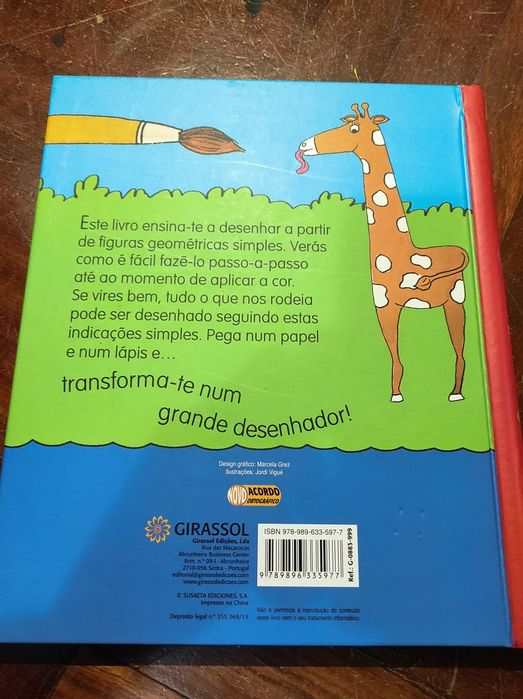 Este livro ensina-te a desenhar a partir
de figuras geométricas simples. Verás
como é fácil fazê-lo passo-a-passo
até ao momento de aplicar a cor.
Se vires bem, tudo o que nos rodeia
pode ser desenhado seguindo estas
indicações simples. Pega num papel
e num lápis e...
transforma-te num
grande desenhador!
Design gráfico: Marcela Grez
Ilustrações: Jordi Vigué
NOVO ACORDO
ORTOGRÁFICO
GIRASSOL
Girassol Edições, Lda
Rua das Maçarocas
Abrunheira Business Center
Arm. n.º 09-I - Abrunheira
2710-056 Sintra - Portugal
editorial@girassoledicoes.com
www.girassoledicoes.com
© SUSAETA EDICIONES, S.A.
Impresso na China
Depósito legal n.º 355 369/13
ISBN 978-989-633-597-7
9 789896 335977
Ref.: G-0883-999
Não é permitida a reprodução do conteúdo
deste livro nem o seu tratamento informático.